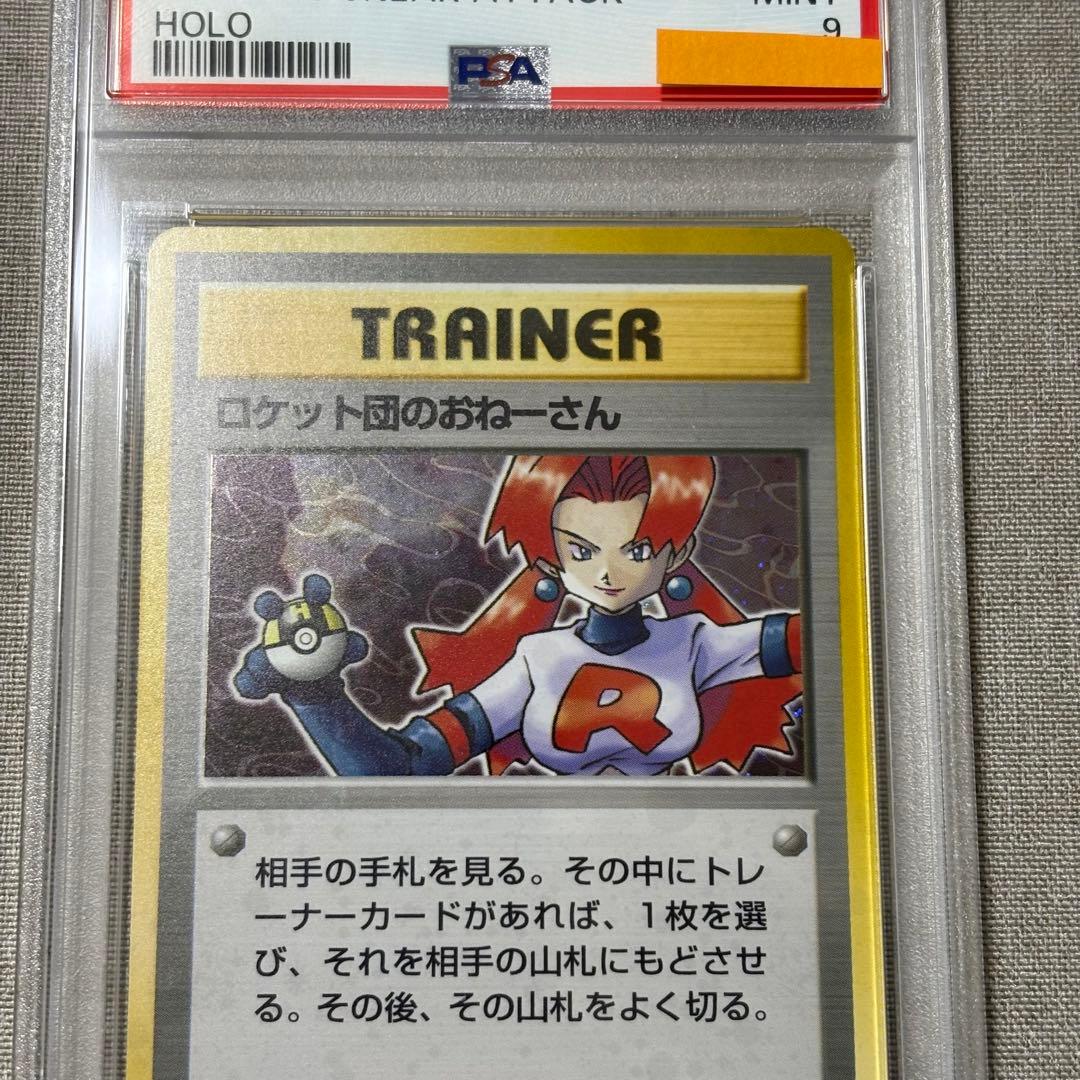 HOLO
9
PSA
TRAINER
ロケット団のおねーさん
R
相手の手札を見る。その中にトレ
ーナーカードがあれば、1枚を選
び、それを相手の山札にもどさせ
る。その後、その山札をよく切る。